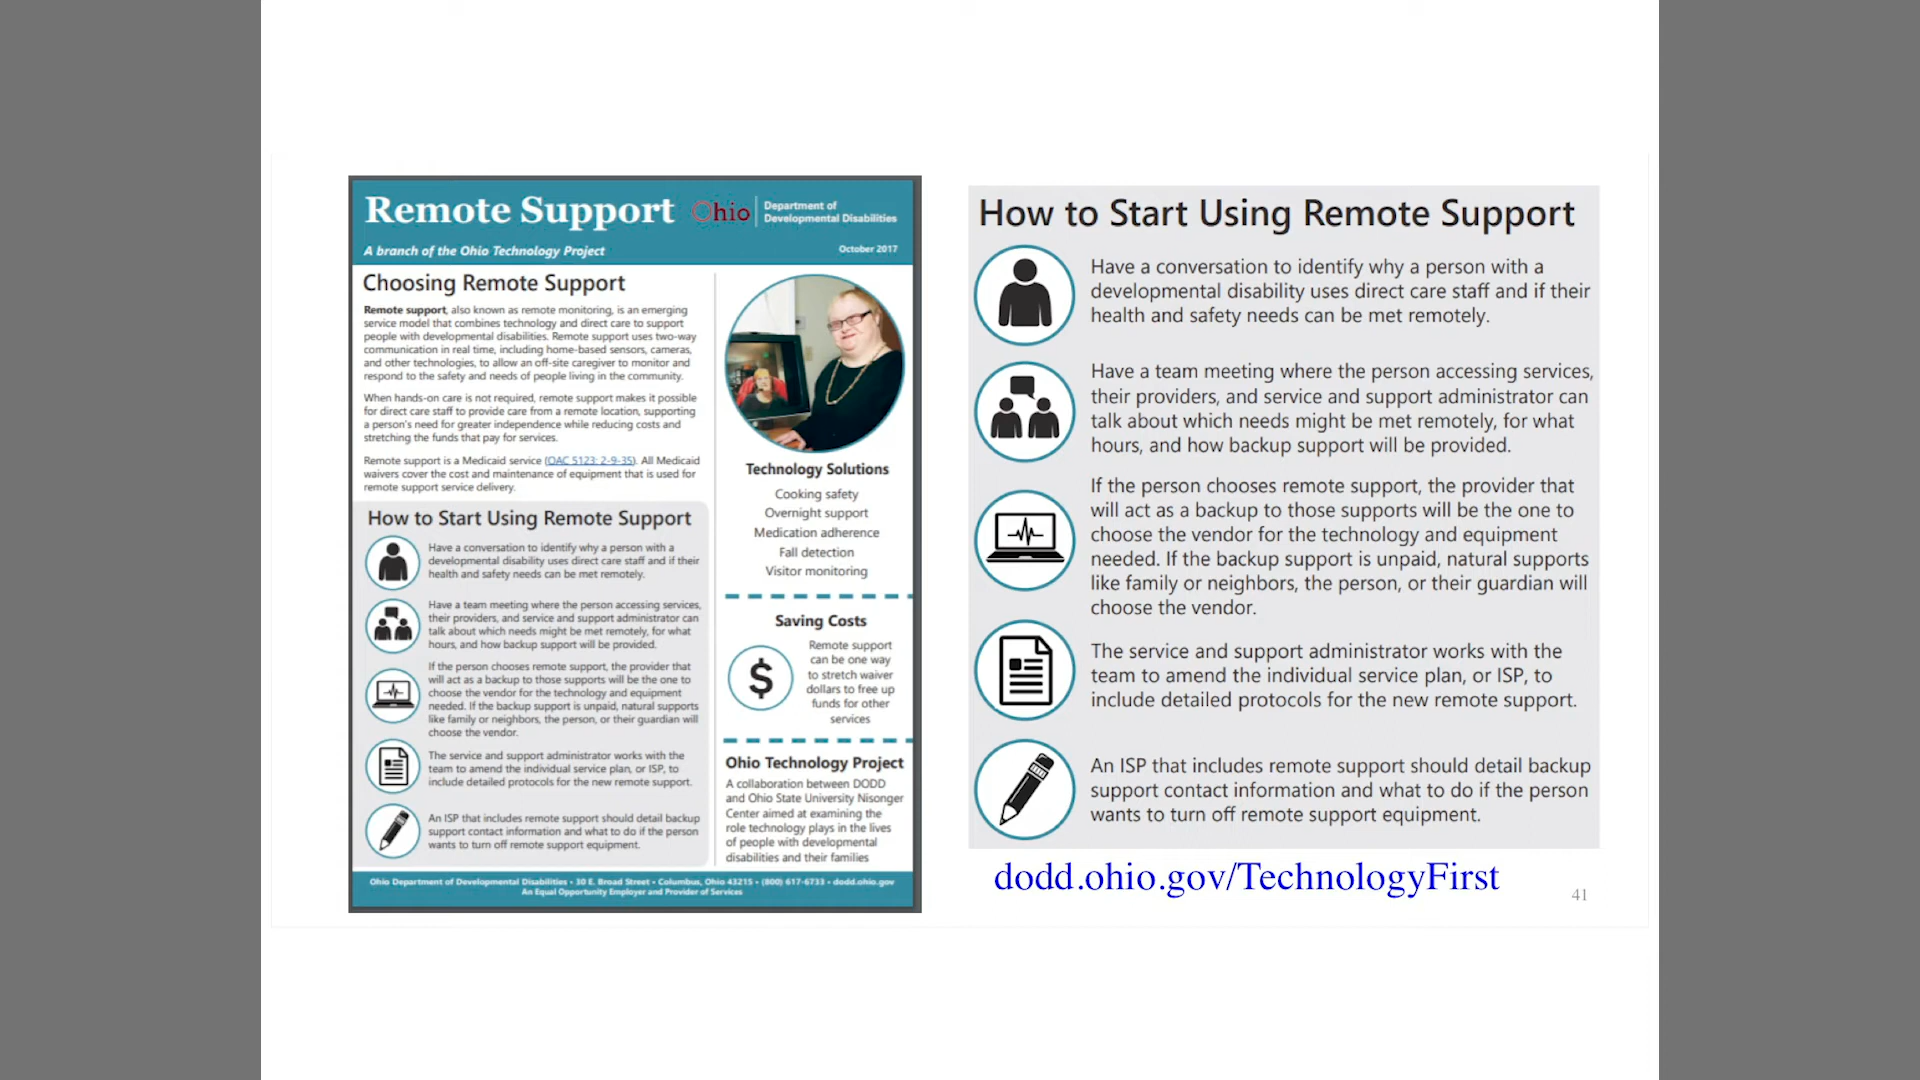 Remote Support
Ohio
Department of
Developmental Disabilities
A branch of the Ohio Technology Project
October 2017
Choosing Remote Support
Remote support, also known as remote monitoring, is an emerging
service model that combines technology and direct care to support
people with developmental disabilities. Remote support uses two-way
communication in real time, including home-based sensors, cameras,
and other technologies, to allow an off-site caregiver to monitor and
respond to the safety and needs of people living in the community.
When hands-on care is not required, remote support makes it possible
for direct care staff to provide care from a remote location, supporting
a person's need for greater independence while reducing costs and
stretching the funds that pay for services.
Remote support is a Medicaid service (OAC 5123: 2-9-35). All Medicaid
waivers cover the cost and maintenance of equipment that is used for
remote support service delivery.
How to Start Using Remote Support
Have a conversation to identify why a person with a
developmental disability uses direct care staff and if their
health and safety needs can be met remotely.
Have a team meeting where the person accessing services,
their providers, and service and support administrator can
talk about which needs might be met remotely, for what
hours, and how backup support will be provided.
If the person chooses remote support, the provider that
will act as a backup to those supports will be the one to
choose the vendor for the technology and equipment
needed. If the backup support is unpaid, natural supports
like family or neighbors, the person, or their guardian will
choose the vendor.
The service and support administrator works with the
team to amend the individual service plan, or ISP, to
include detailed protocols for the new remote support.
An ISP that includes remote support should detail backup
support contact information and what to do if the person
wants to turn off remote support equipment.
Technology Solutions
Cooking safety
Overnight support
Medication adherence
Fall detection
Visitor monitoring
Saving Costs
$
Remote support
can be one way
to stretch waiver
dollars to free up
funds for other
services
Ohio Technology Project
A collaboration between DODD
and Ohio State University Nisonger
Center aimed at examining the
role technology plays in the lives
of people with developmental
disabilities and their families
Ohio Department of Developmental Disabilities • 30 E. Broad Street • Columbus, Ohio 43215 • (800) 617-6733 • dodd.ohio.gov
An Equal Opportunity Employer and Provider of Services
How to Start Using Remote Support
Have a conversation to identify why a person with a
developmental disability uses direct care staff and if their
health and safety needs can be met remotely.
Have a team meeting where the person accessing services,
their providers, and service and support administrator can
talk about which needs might be met remotely, for what
hours, and how backup support will be provided.
If the person chooses remote support, the provider that
will act as a backup to those supports will be the one to
choose the vendor for the technology and equipment
needed. If the backup support is unpaid, natural supports
like family or neighbors, the person, or their guardian will
choose the vendor.
The service and support administrator works with the
team to amend the individual service plan, or ISP, to
include detailed protocols for the new remote support.
An ISP that includes remote support should detail backup
support contact information and what to do if the person
wants to turn off remote support equipment.
dodd.ohio.gov/TechnologyFirst
41